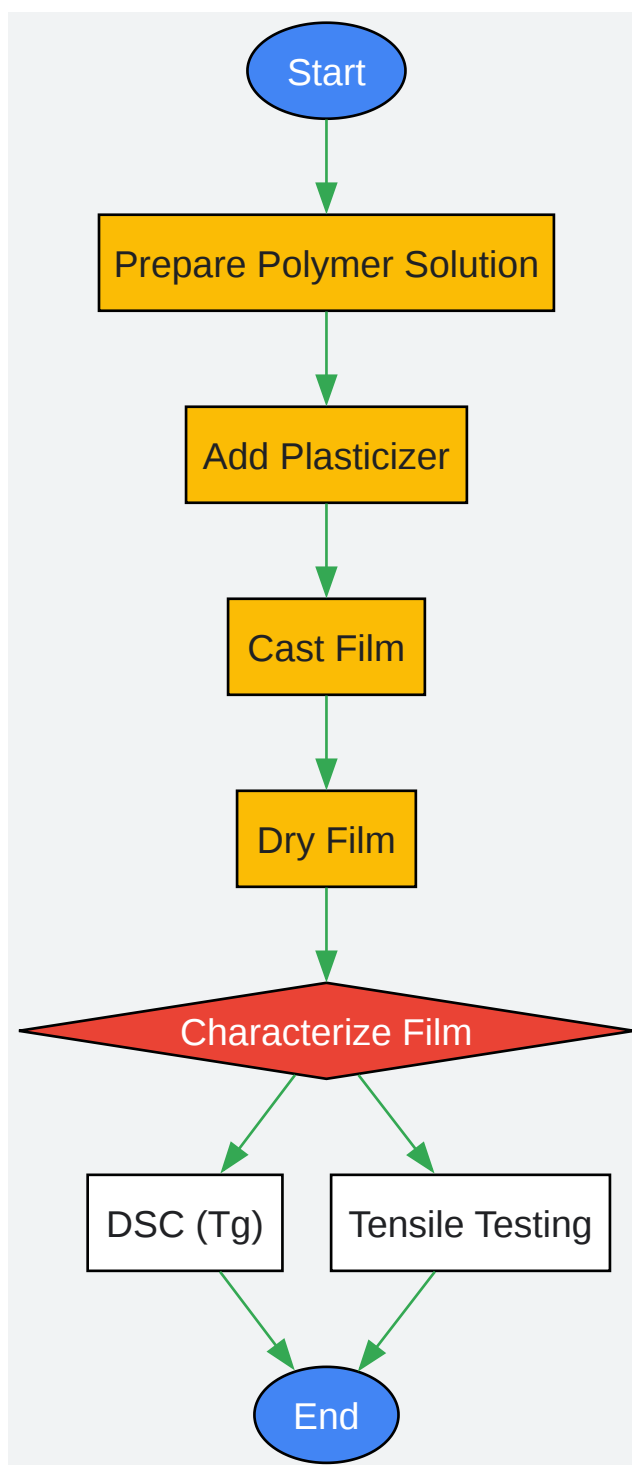 Start
Prepare Polymer Solution
Add Plasticizer
Cast Film
Dry Film
Characterize Film
DSC (Tg)
Tensile Testing
End